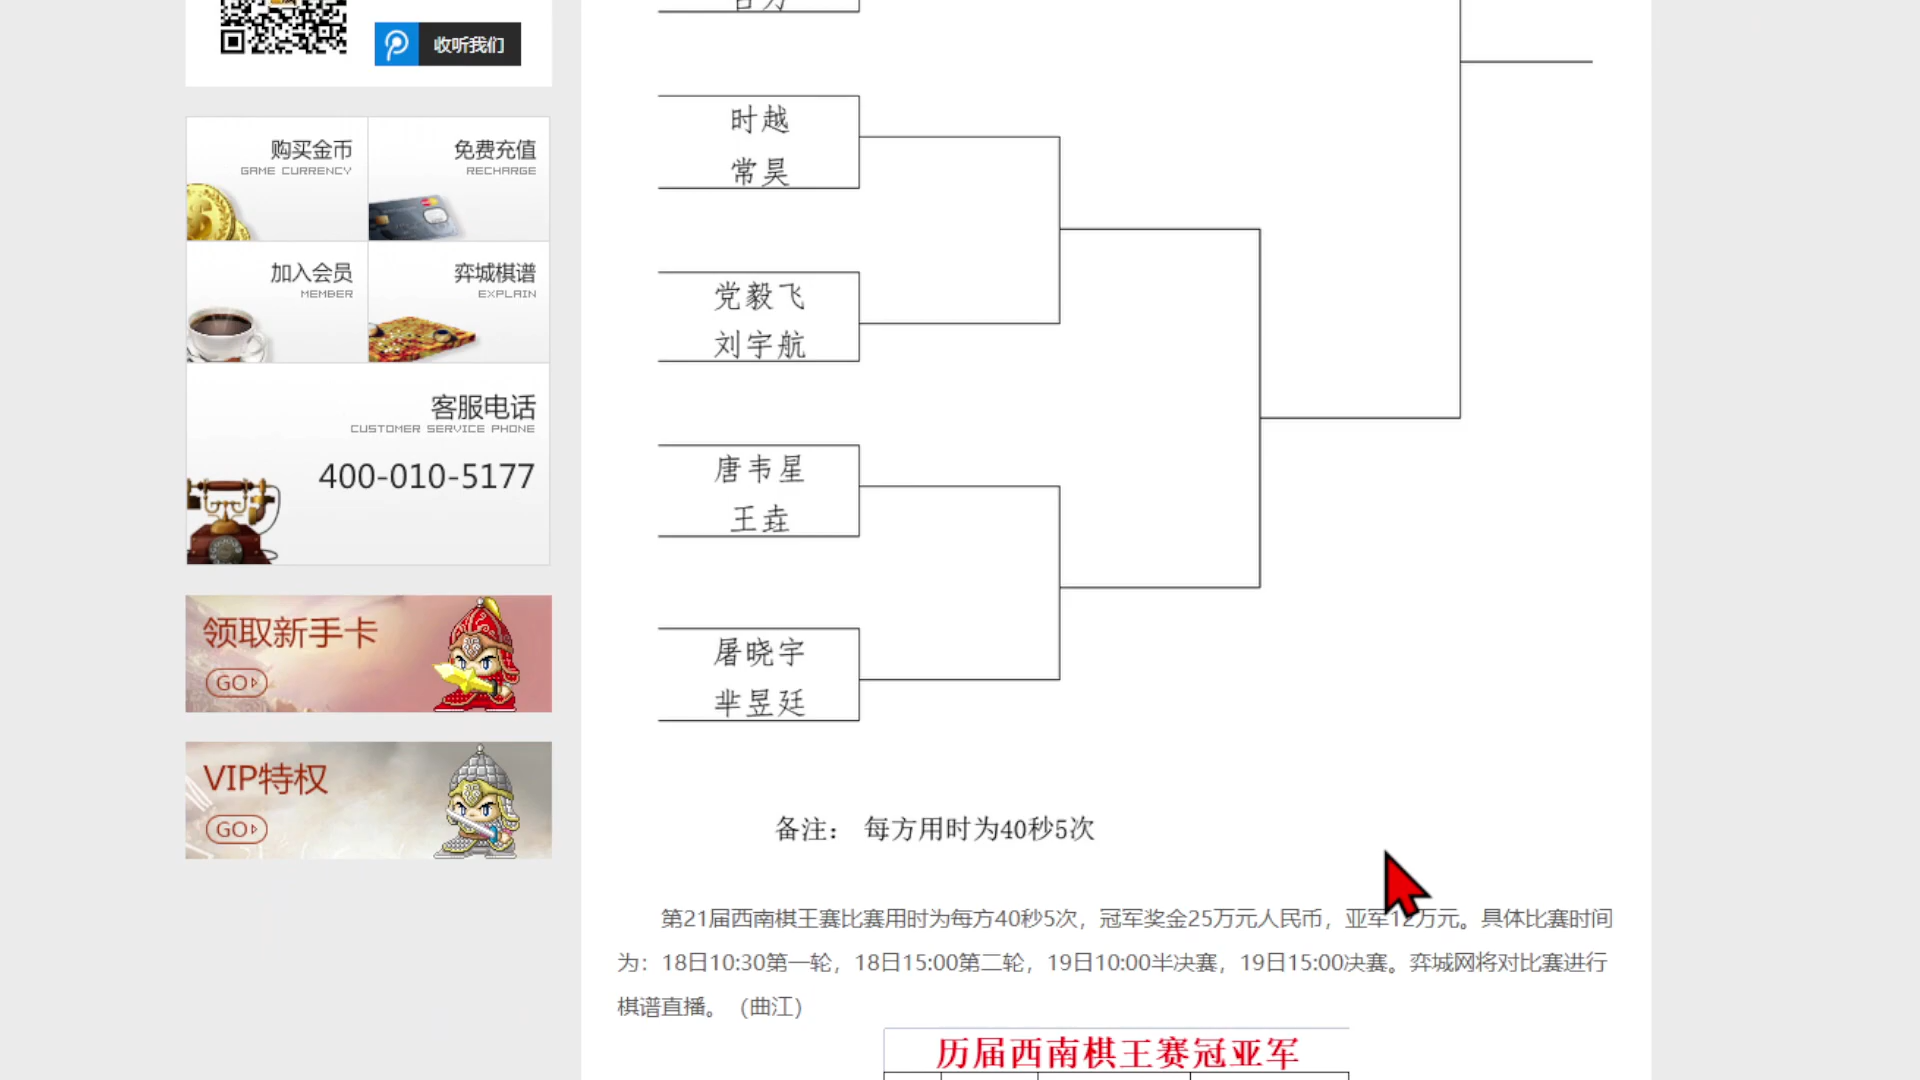 收听我们
购买金币
GAME CURRENCY
免费充值
RECHARGE
加入会员
MEMBER
弈城棋谱
EXPLAIN
客服电话
CUSTOMER SERVICE PHONE
400-010-5177
领取新手卡
GO
VIP特权
GO
时越
常昊
党毅飞
刘宇航
唐韦星
王垚
屠晓宇
芈昱廷
备注： 每方用时为40秒5次
第21届西南棋王赛比赛用时为每方40秒5次，冠军奖金25万元人民币，亚军12万元。具体比赛时间
为：18日10:30第一轮，18日15:00第二轮，19日10:00半决赛，19日15:00决赛。弈城网将对比赛进行
棋谱直播。（曲江）
历届西南棋王赛冠亚军